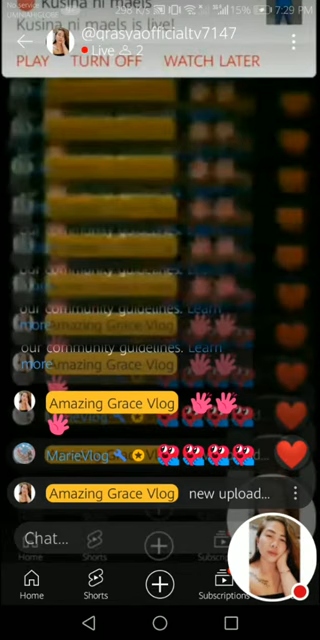 Kusina ni maels
Kusina ni maels is live!
15% 7:29 PM
@qrasyaofficialtv7147
Live 2
PLAY TURN OFF WATCH LATER
our community guidelines. Learn
more Amazing Grace Vlog
our community guidelines. Learn
more Amazing Grace Vlog
Amazing Grace Vlog
MarieVlog
Amazing Grace Vlog new upload...
Chat...
Home Shorts Subscriptions